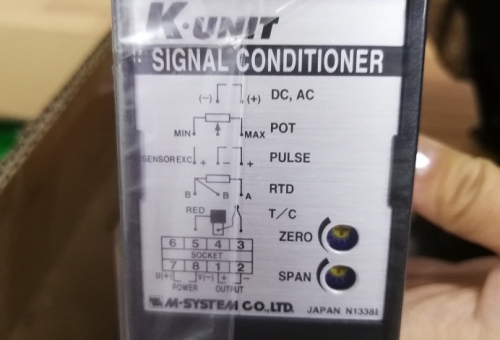 K·UNIT
SIGNAL CONDITIONER
(-) (+) DC, AC
MIN MAX POT
SENSOR EXC. + - + PULSE
B B A RTD
RED T/C
ZERO
6 5 4 3
SOCKET
7 8 1 2
SPAN
U(+) V(-) + -
POWER OUTPUT
M-SYSTEM CO., LTD. JAPAN N13381